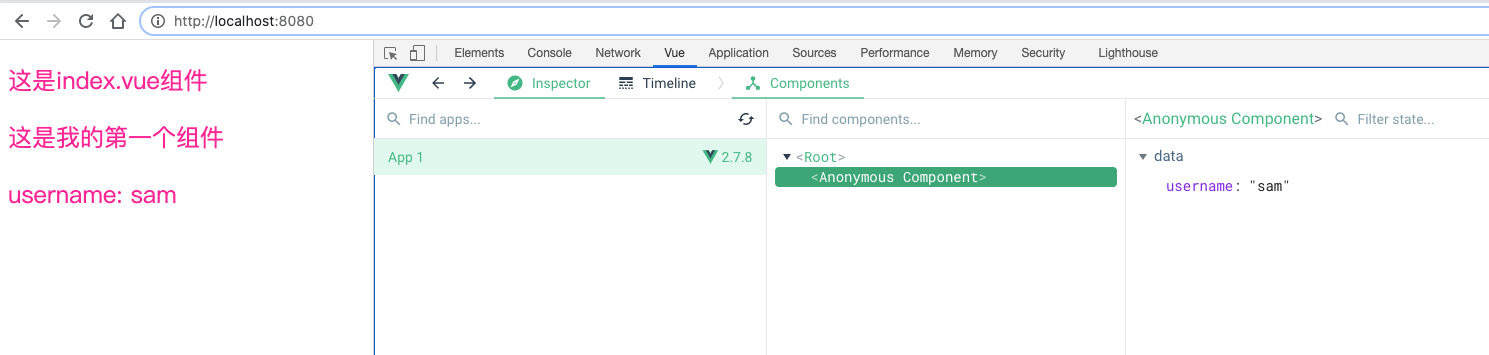 http://localhost:8080
这是index.vue组件
这是我的第一个组件
username: sam
Elements Console Network Vue Application Sources Performance Memory Security Lighthouse
Inspector Timeline Components
Find apps...
App 1 2.7.8
Find components...
<Root>
<Anonymous Component>
<Anonymous Component> Filter state...
data
username: "sam"